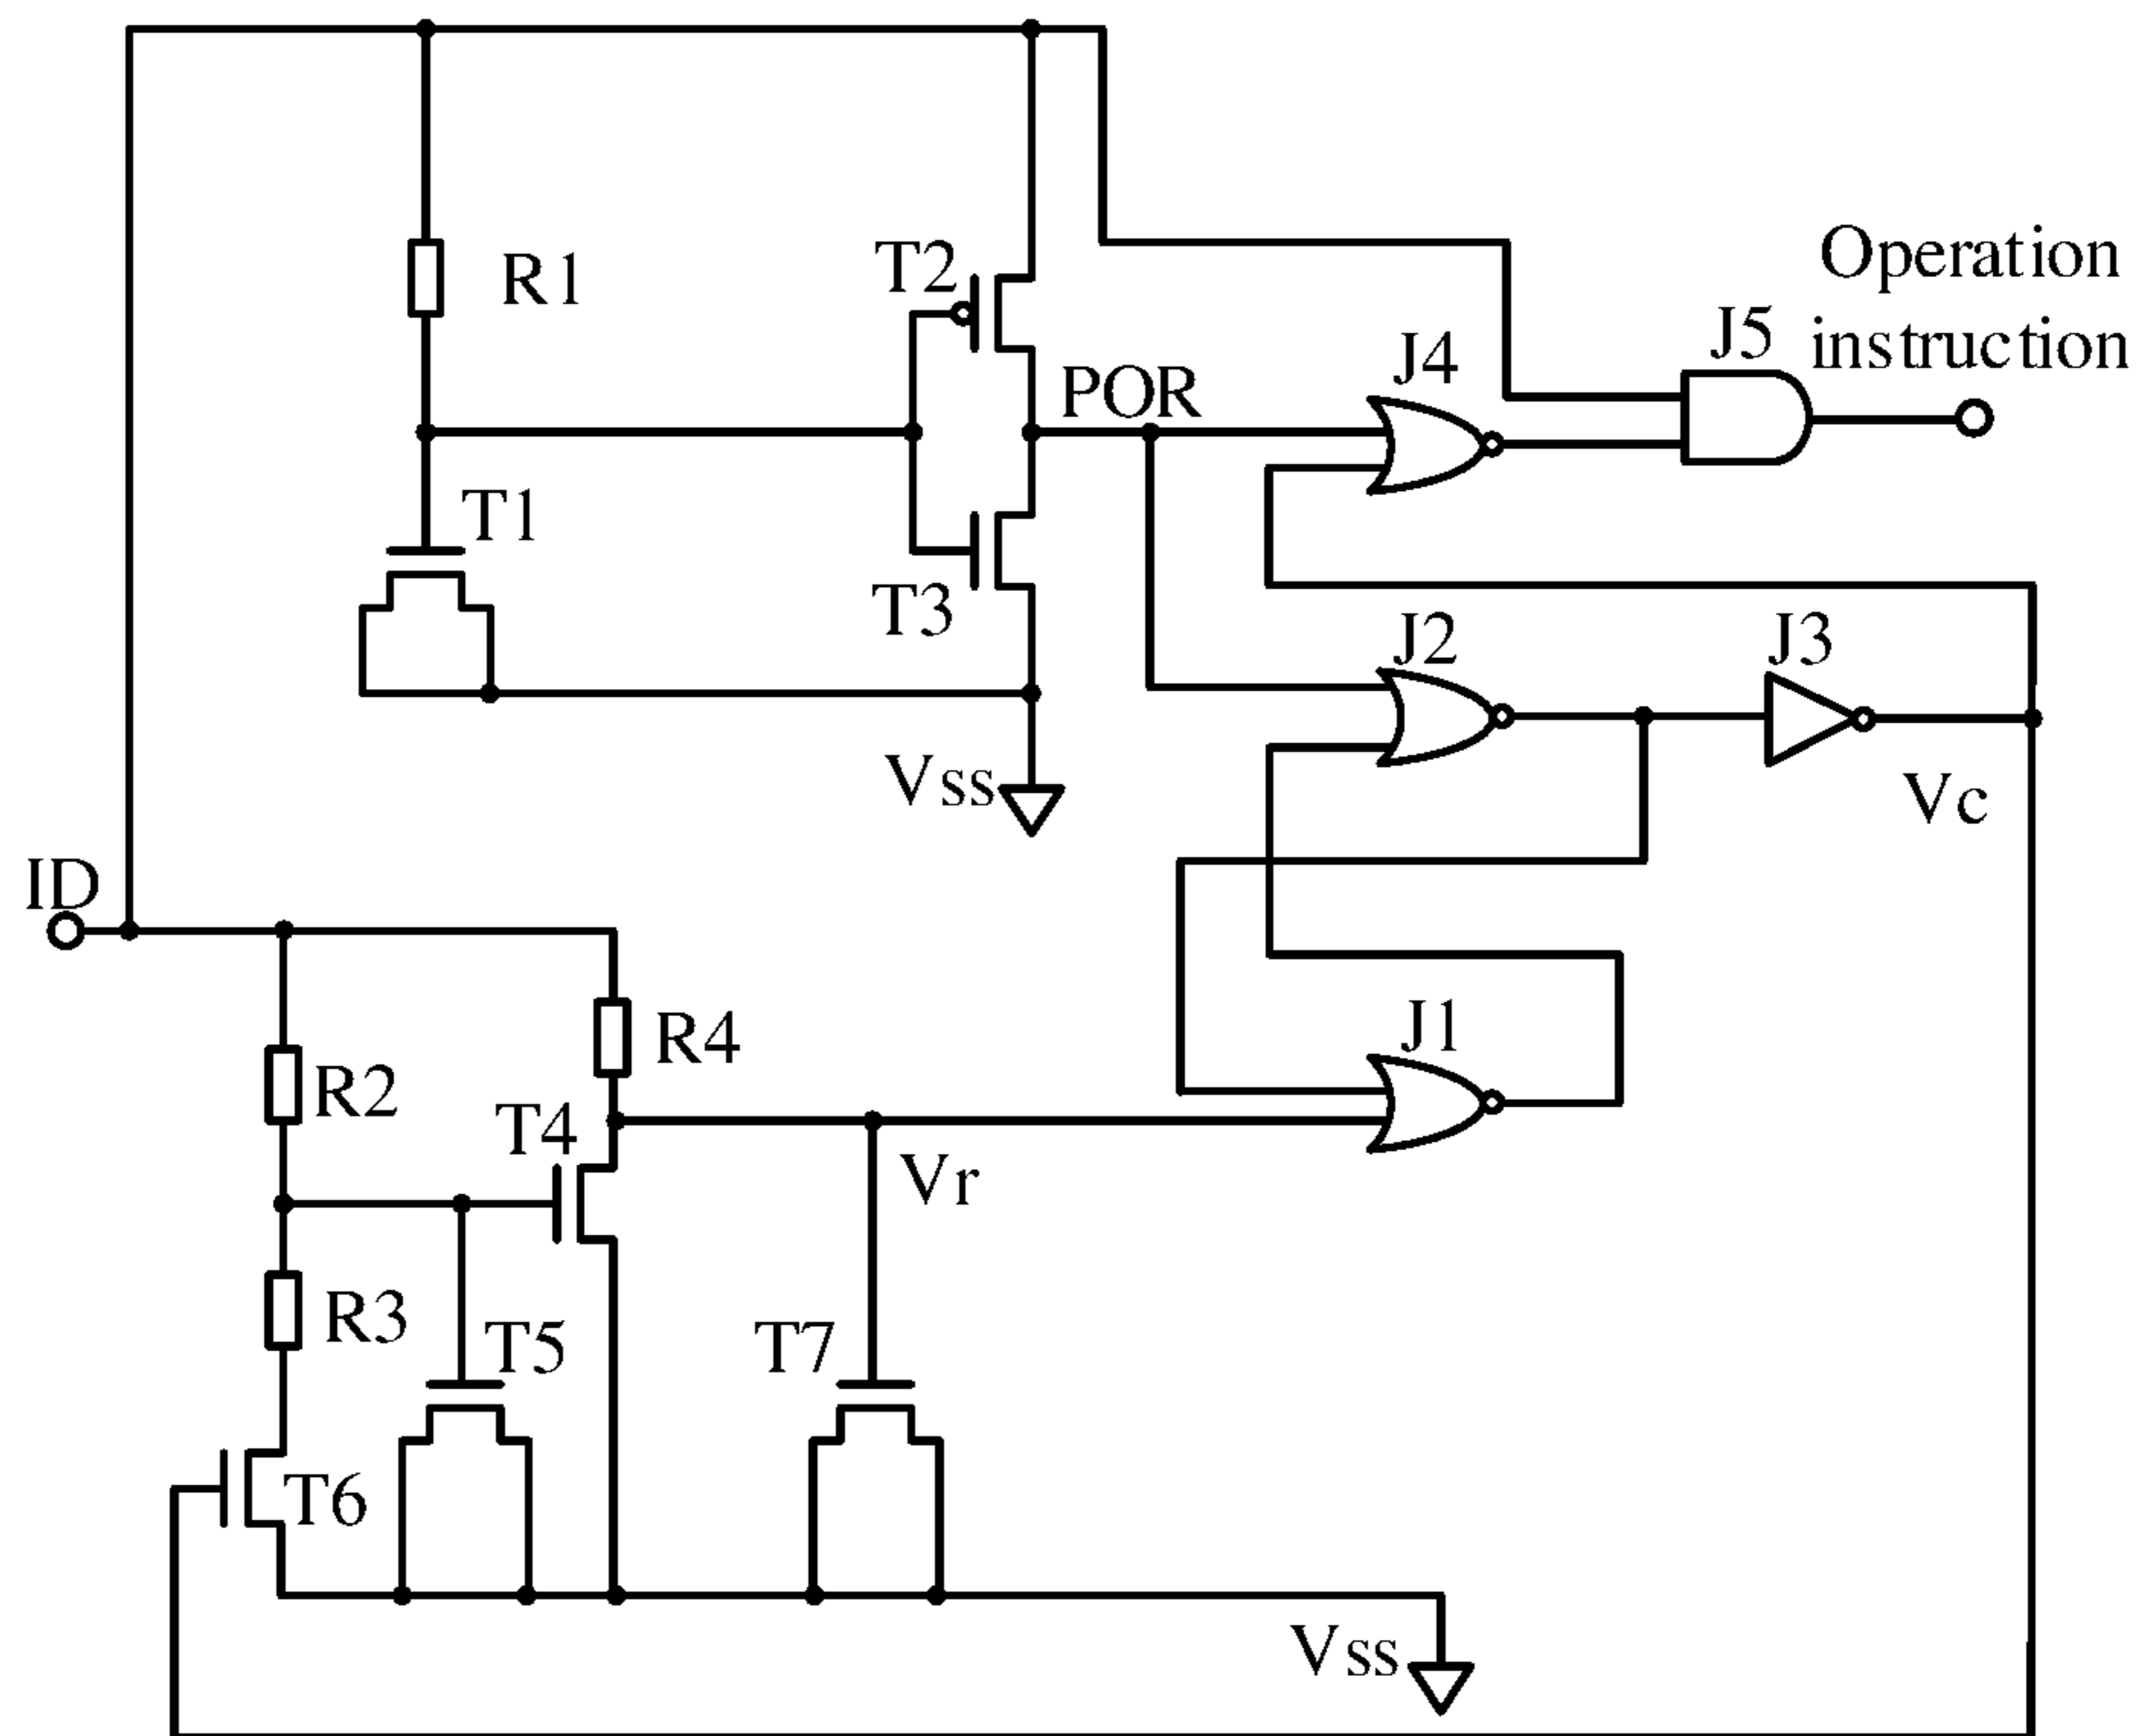 R1
T2
Operation
instruction
J5
J4
POR
T1
T3
J2
J3
Vss
Vc
ID
R4
J1
R2
T4
Vr
R3
T5
T7
T6
Vss